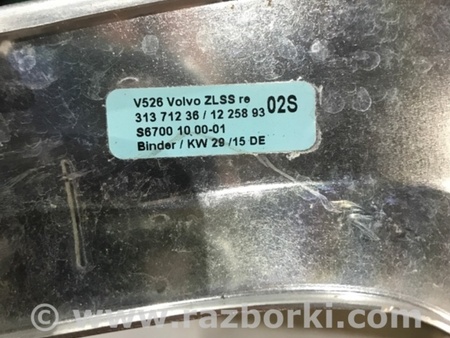 V526 Volvo ZLSS re
313 712 36 / 12 258 93 02S
S6700 10 00-01
Binder / KW 29 /15 DE
© www.razborki.com